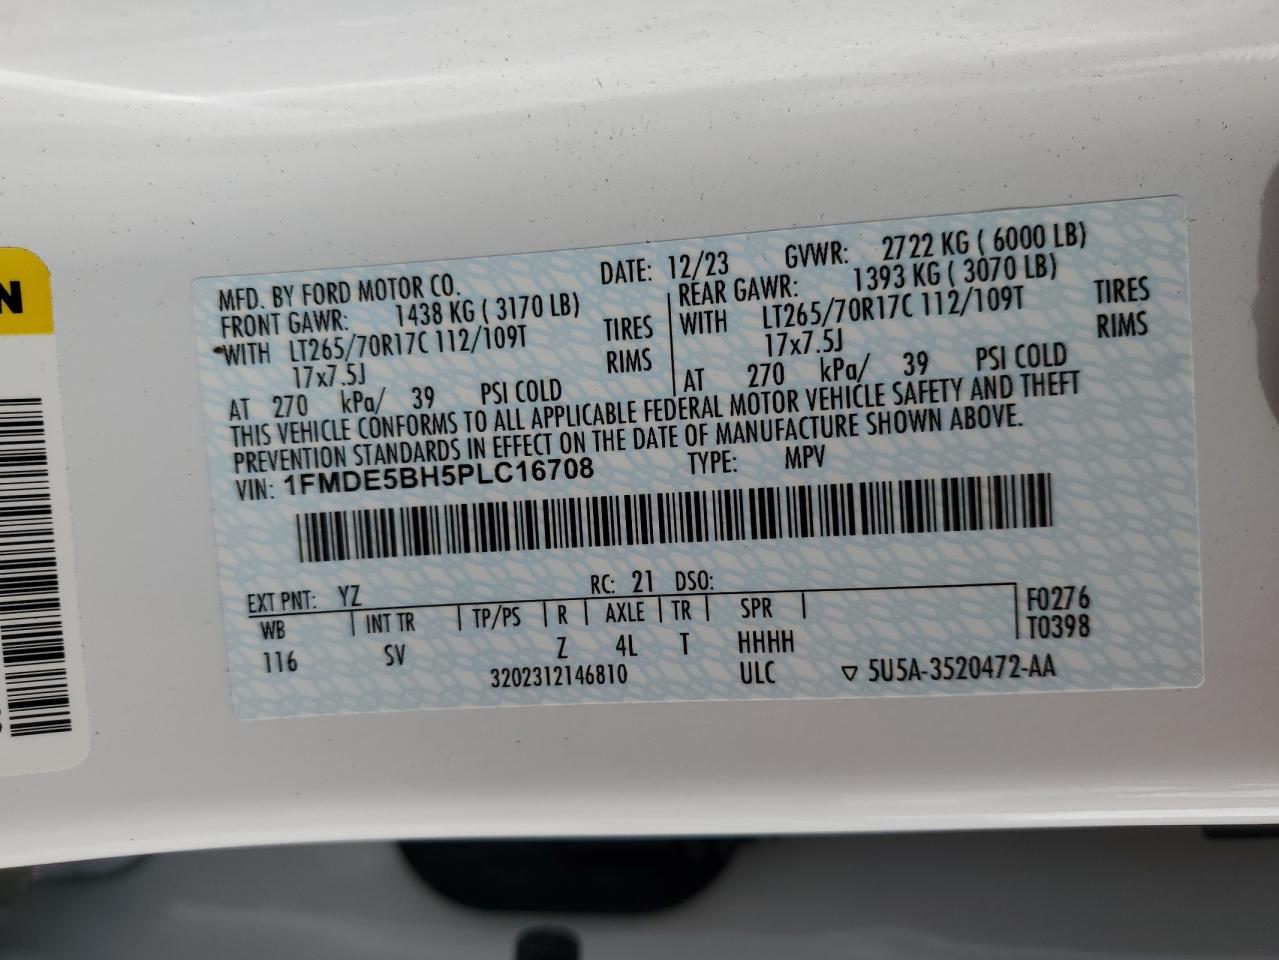 N
MFD. BY FORD MOTOR CO. DATE: 12/23 GVWR: 2722 KG ( 6000 LB)
FRONT GAWR: 1438 KG ( 3170 LB) REAR GAWR: 1393 KG ( 3070 LB)
WITH LT265/70R17C 112/109T TIRES WITH LT265/70R17C 112/109T TIRES
17x7.5J RIMS 17x7.5J RIMS
AT 270 kPa/ 39 PSI COLD AT 270 kPa/ 39 PSI COLD
THIS VEHICLE CONFORMS TO ALL APPLICABLE FEDERAL MOTOR VEHICLE SAFETY AND THEFT
PREVENTION STANDARDS IN EFFECT ON THE DATE OF MANUFACTURE SHOWN ABOVE.
VIN: 1FMDE5BH5PLC16708 TYPE: MPV
EXT PNT: YZ RC: 21 DSO:
WB INT TR TP/PS R AXLE TR SPR F0276
116 SV Z 4L T HHHH T0398
3202312146810 ULC ▽ 5U5A-3520472-AA